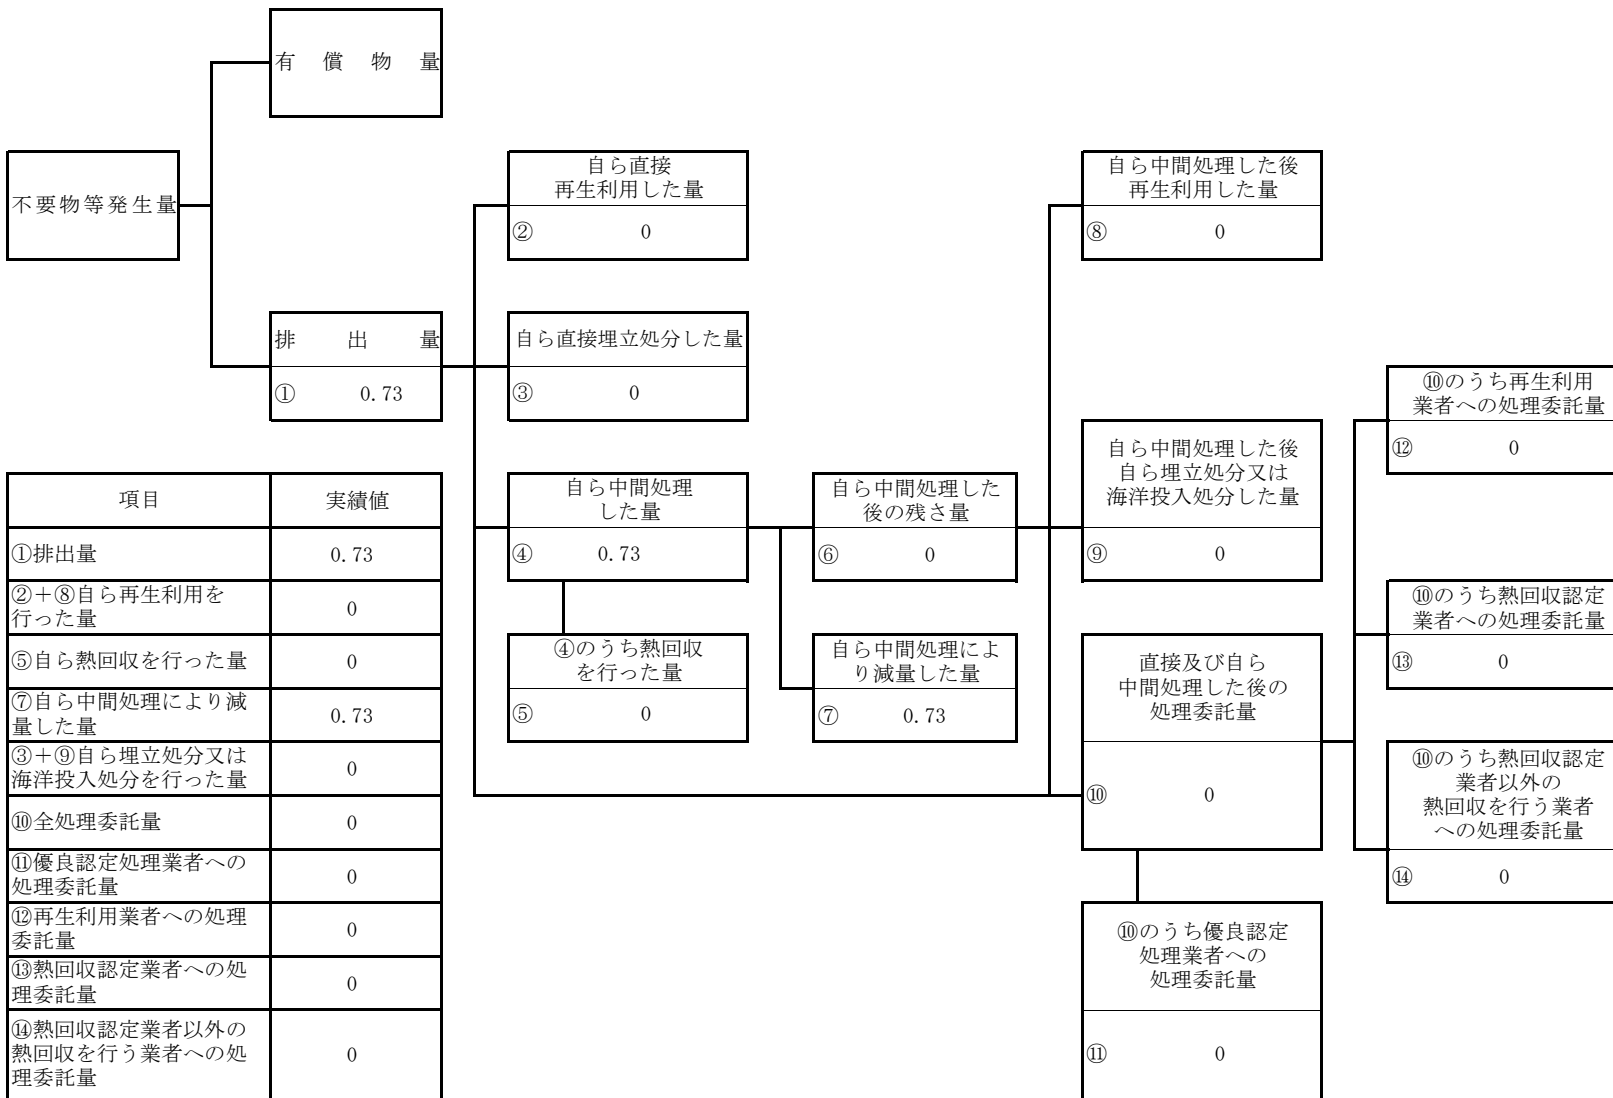 有償物量
不要物等発生量
排出量
① 0.73
自ら直接
再生利用した量
② 0
自ら直接埋立処分した量
③ 0
自ら中間処理
した量
④ 0.73
④のうち熱回収
を行った量
⑤ 0
自ら中間処理した
後の残さ量
⑥ 0
自ら中間処理によ
り減量した量
⑦ 0.73
自ら中間処理した後
再生利用した量
⑧ 0
自ら中間処理した後
自ら埋立処分又は
海洋投入処分した量
⑨ 0
直接及び自ら
中間処理した後の
処理委託量
⑩ 0
⑩のうち優良認定
処理業者への
処理委託量
⑪ 0
⑩のうち再生利用
業者への処理委託量
⑫ 0
⑩のうち熱回収認定
業者への処理委託量
⑬ 0
⑩のうち熱回収認定
業者以外の
熱回収を行う業者
への処理委託量
⑭ 0
項目 実績値
①排出量 0.73
②+⑧自ら再生利用を
行った量 0
⑤自ら熱回収を行った量 0
⑦自ら中間処理により減
量した量 0.73
③+⑨自ら埋立処分又は
海洋投入処分を行った量 0
⑩全処理委託量 0
⑪優良認定処理業者への
処理委託量 0
⑫再生利用業者への処理
委託量 0
⑬熱回収認定業者への処
理委託量 0
⑭熱回収認定業者以外の
熱回収を行う業者への処 0
理委託量